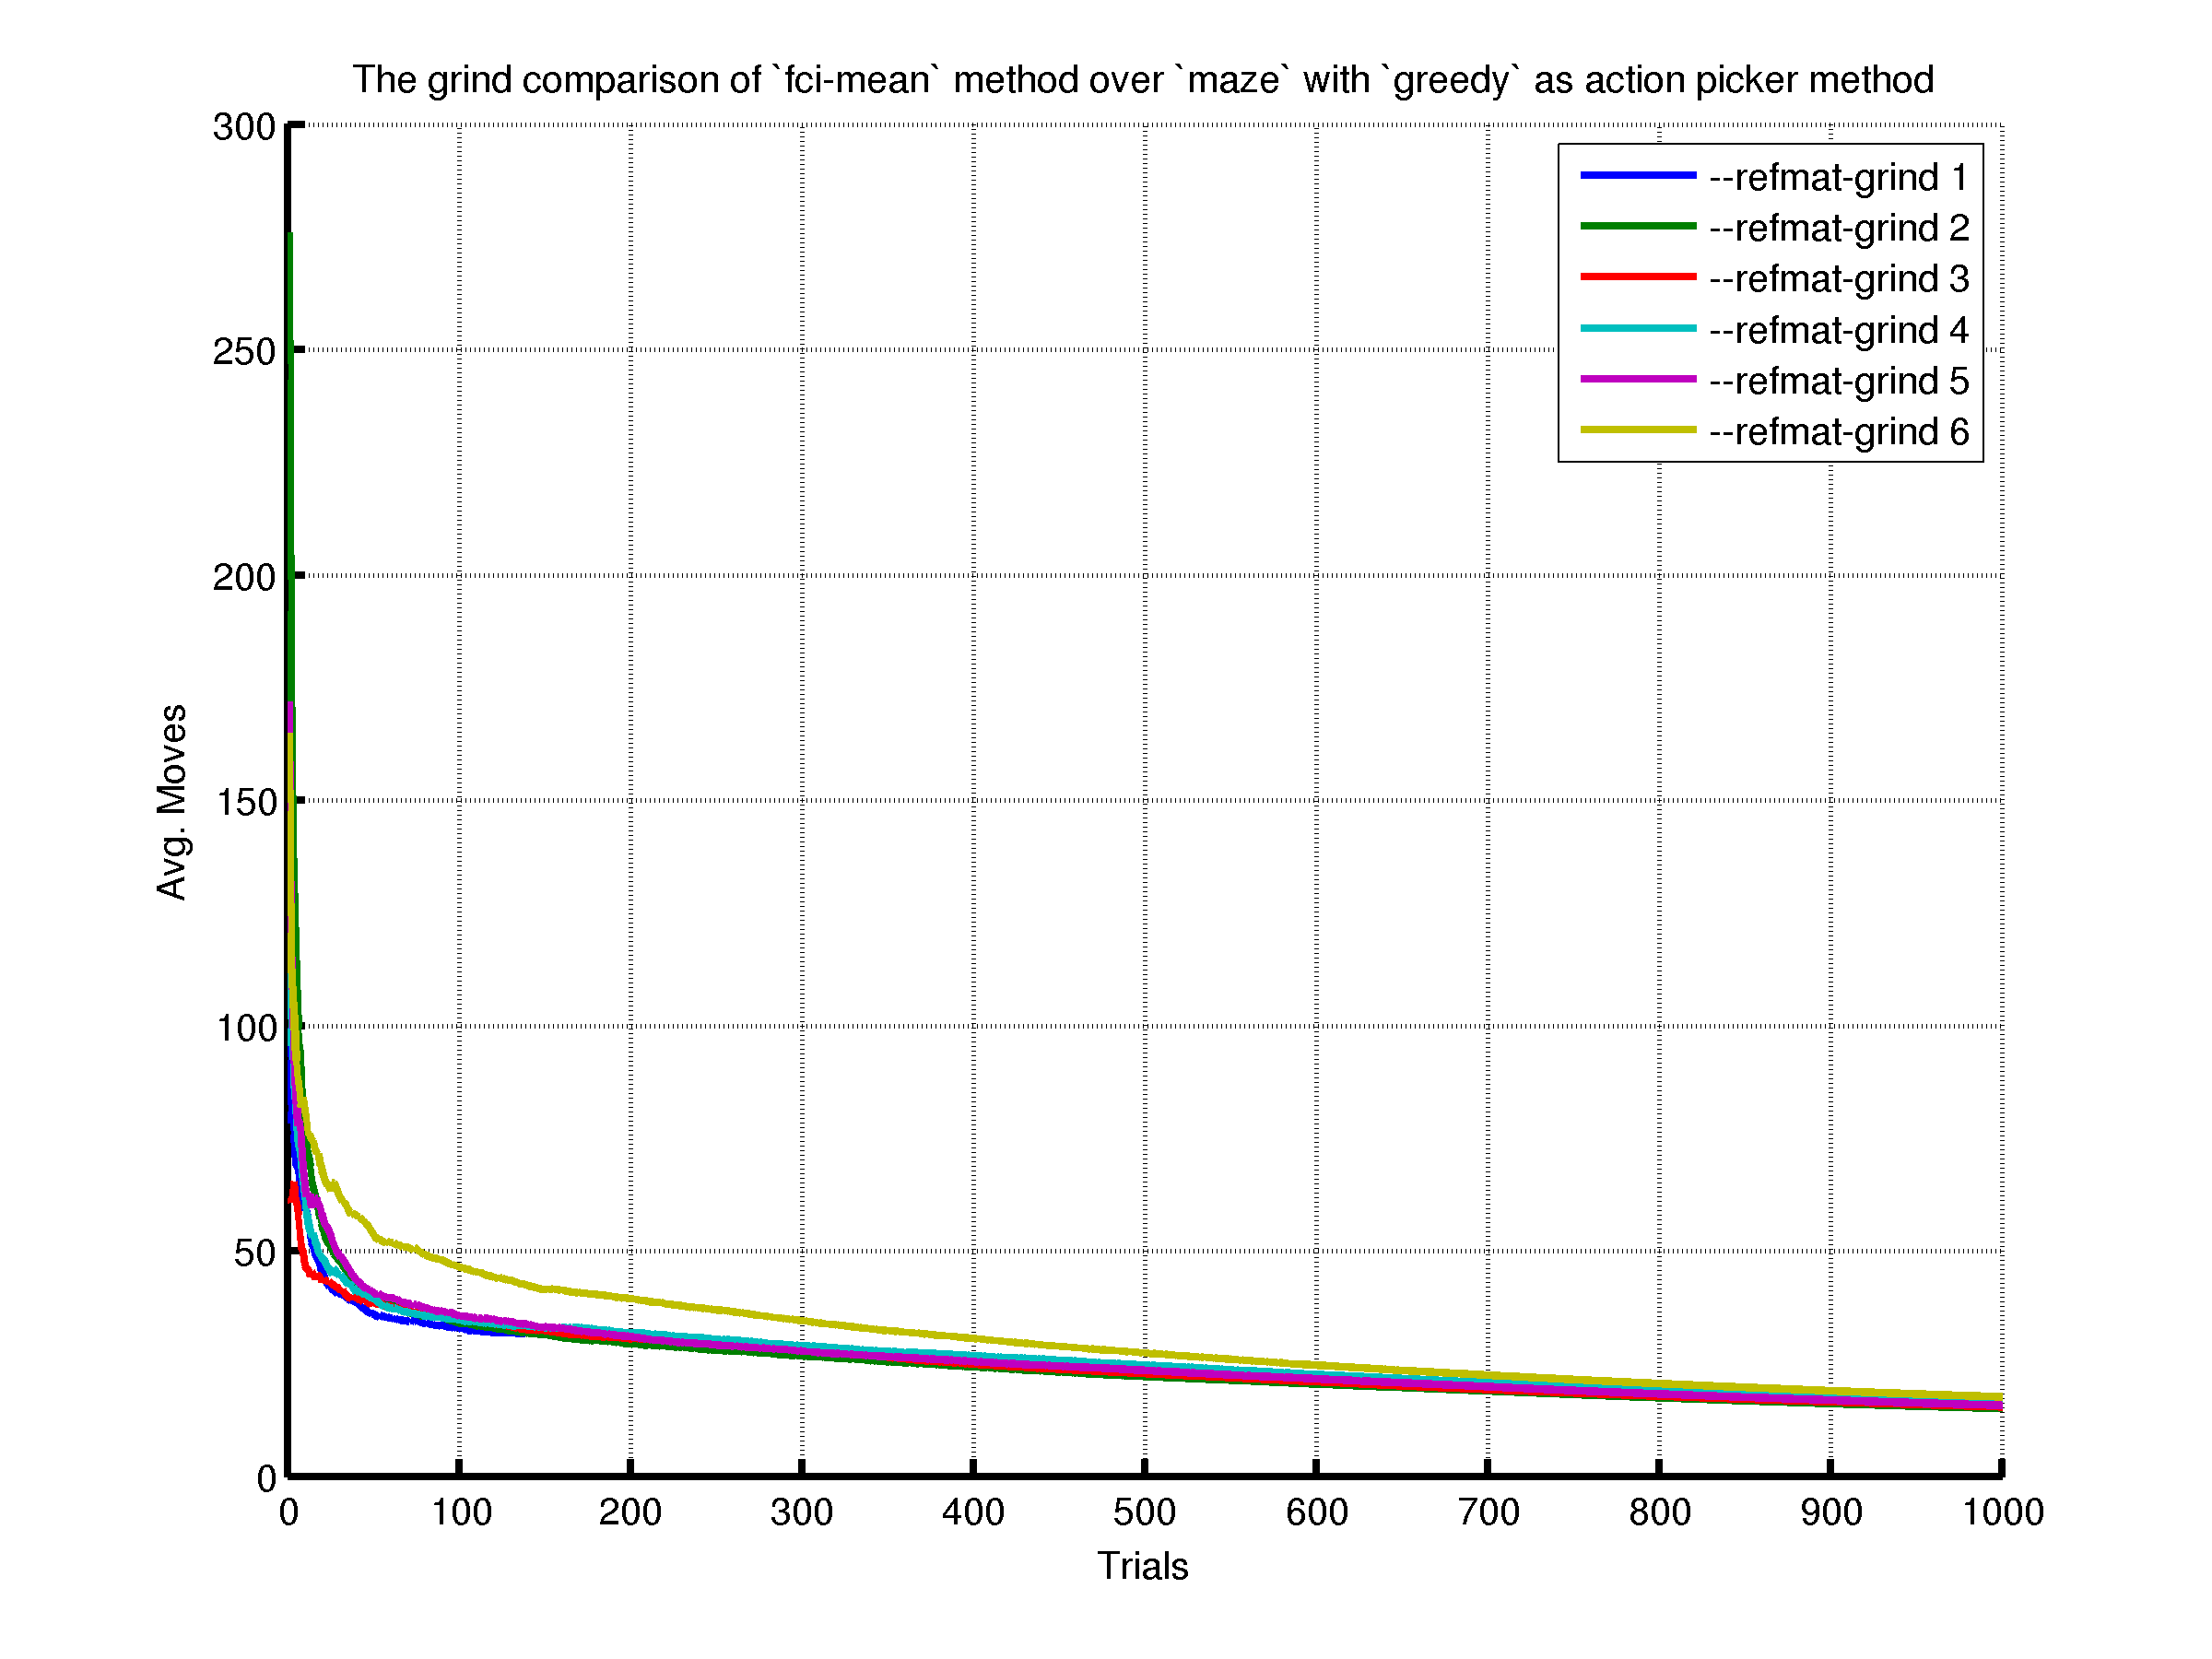 The grind comparison of `fci-mean` method over `maze` with `greedy` as action picker method
300
250
200
150
100
50
0
Avg. Moves
--refmat-grind 1
--refmat-grind 2
--refmat-grind 3
--refmat-grind 4
--refmat-grind 5
--refmat-grind 6
0 100 200 300 400 500 600 700 800 900 1000
Trials